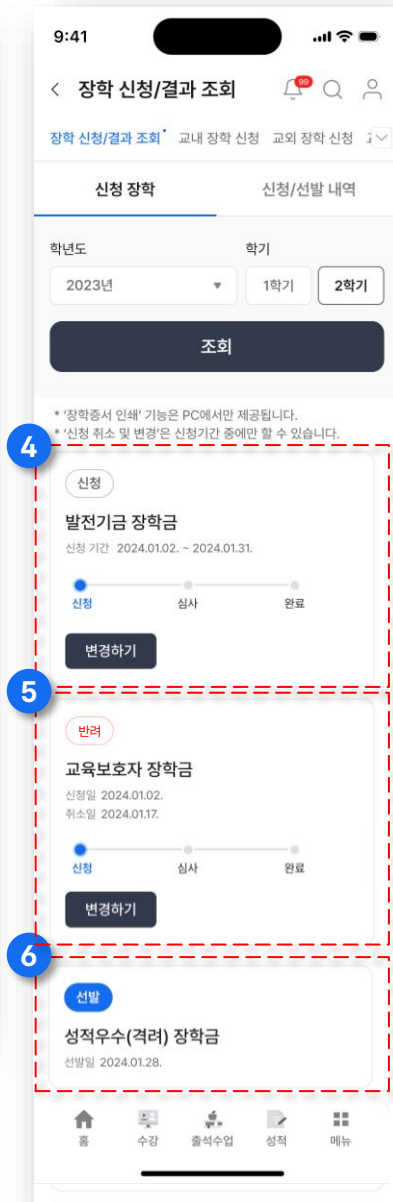 9:41
장학 신청/결과 조회
99
장학 신청/결과 조회 교내 장학 신청 교외 장학 신청
신청 장학 신청/선발 내역
학년도 학기
2023년 1학기 2학기
조회
* '장학증서 인쇄' 기능은 PC에서만 제공됩니다.
* '신청 취소 및 변경'은 신청기간 중에만 할 수 있습니다.
4
신청
발전기금 장학금
신청 기간 2024.01.02. ~ 2024.01.31.
신청 심사 완료
변경하기
5
반려
교육보호자 장학금
신청일 2024.01.02.
취소일 2024.01.17.
신청 심사 완료
변경하기
6
선발
성적우수(격려) 장학금
선발일 2024.01.28.
홈 수강 출석수업 성적 메뉴